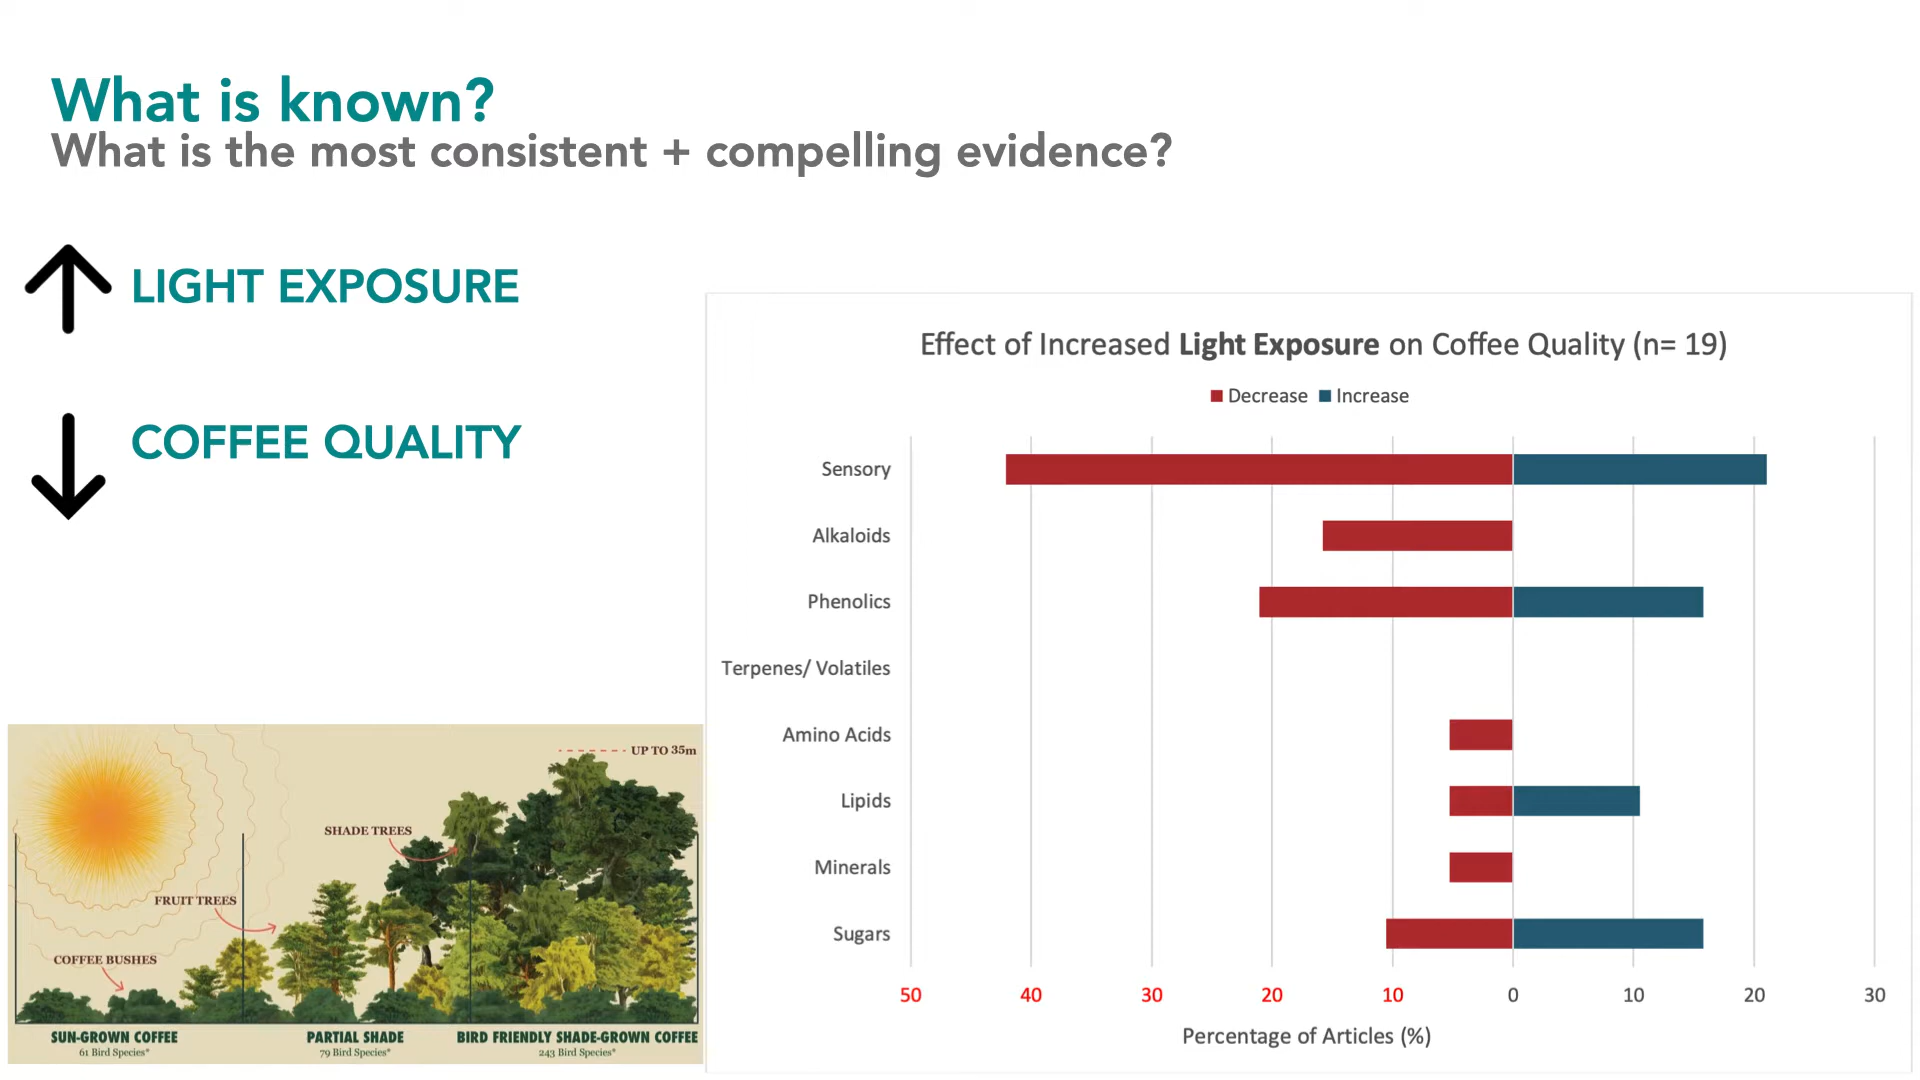 What is known?
What is the most consistent + compelling evidence?
LIGHT EXPOSURE
COFFEE QUALITY
Effect of Increased Light Exposure on Coffee Quality (n= 19)
Decrease Increase
Sensory
Alkaloids
Phenolics
Terpenes/ Volatiles
Amino Acids
Lipids
Minerals
Sugars
50 40 30 20 10 0 10 20 30
Percentage of Articles (%)
UP TO 35m
SHADE TREES
FRUIT TREES
COFFEE BUSHES
SUN-GROWN COFFEE PARTIAL SHADE BIRD FRIENDLY SHADE-GROWN COFFEE
61 Bird Species* 79 Bird Species* 243 Bird Species*